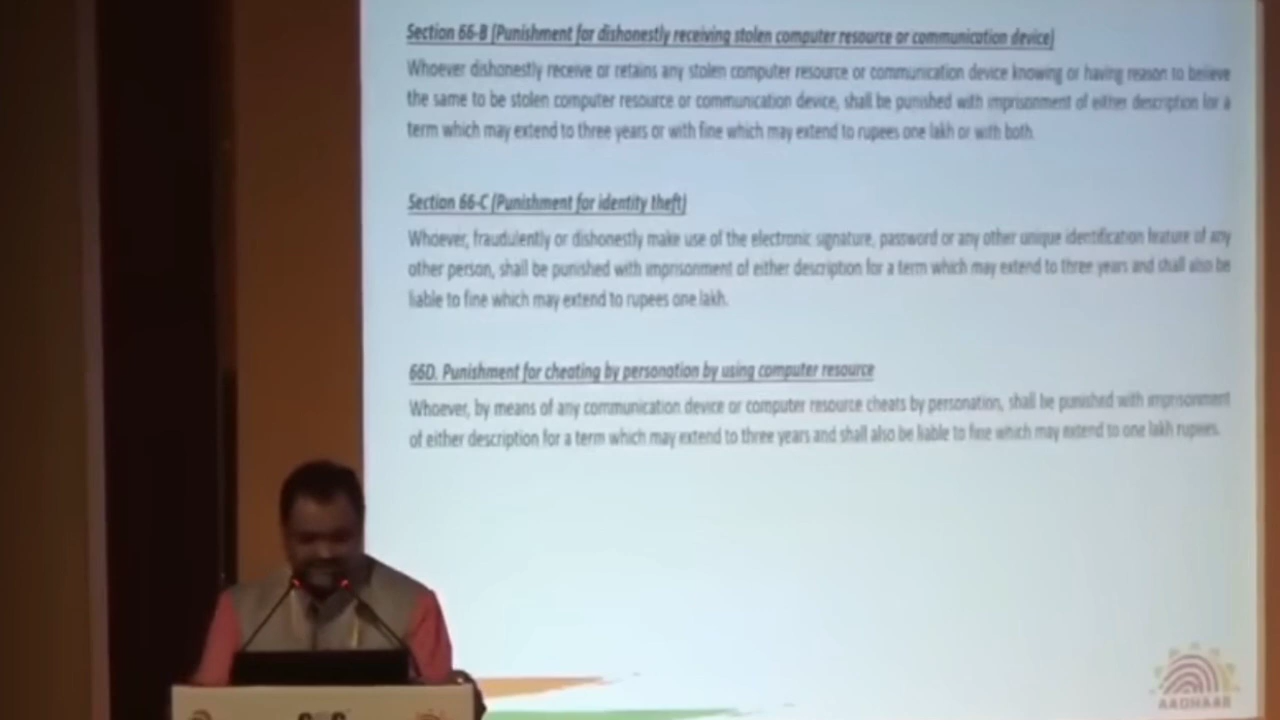 Section 66-B (Punishment for dishonestly receiving stolen computer resource or communication device)
Whoever dishonestly receive or retains any stolen computer resource or communication device knowing or having reason to believe
the same to be stolen computer resource or communication device, shall be punished with imprisonment of either description for a
term which may extend to three years or with fine which may extend to rupees one lakh or with both.
Section 66-C (Punishment for identity theft)
Whoever, fraudulently or dishonestly make use of the electronic signature, password or any other unique identification feature of any
other person, shall be punished with imprisonment of either description for a term which may extend to three years and shall also be
liable to fine which may extend to rupees one lakh.
66D. Punishment for cheating by personation by using computer resource
Whoever, by means of any communication device or computer resource cheats by personation, shall be punished with imprisonment
of either description for a term which may extend to three years and shall also be liable to fine which may extend to one lakh rupees.
AADHAAR